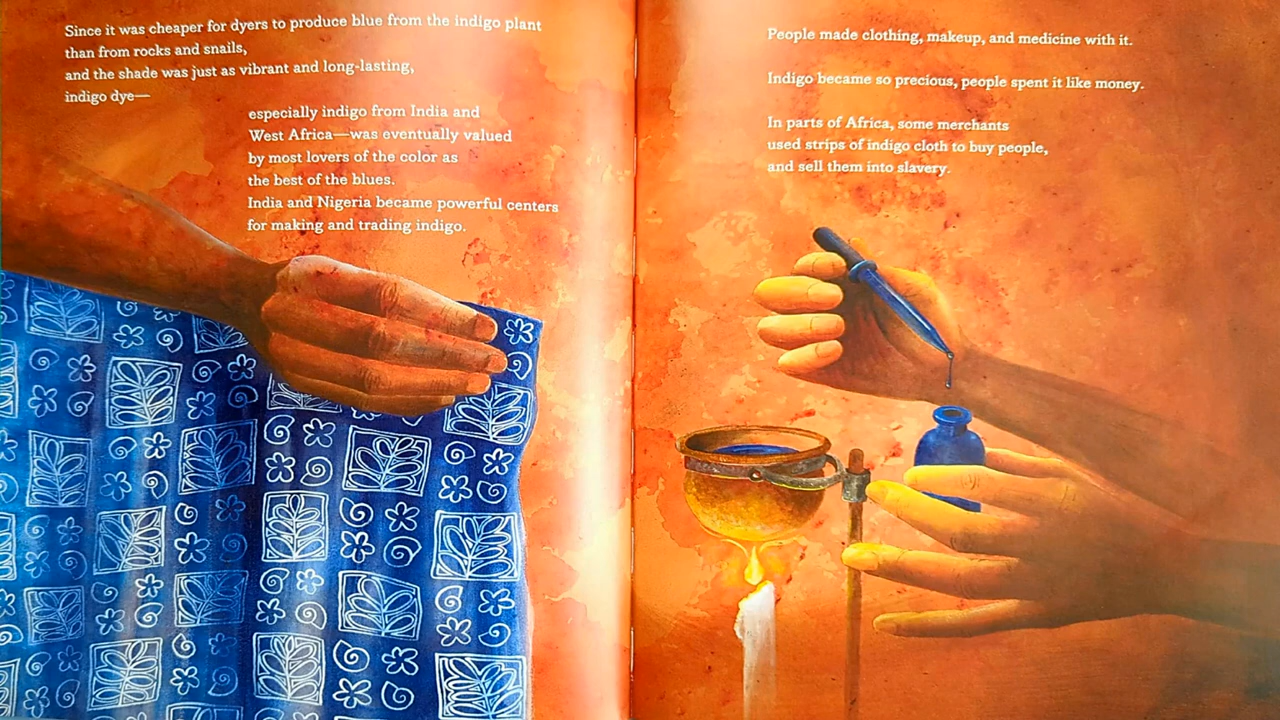 Since it was cheaper for dyers to produce blue from the indigo plant
than from rocks and snails,
and the shade was just as vibrant and long-lasting,
indigo dye—
especially indigo from India and
West Africa—was eventually valued
by most lovers of the color as
the best of the blues.
India and Nigeria became powerful centers
for making and trading indigo.
People made clothing, makeup, and medicine with it.
Indigo became so precious, people spent it like money.
In parts of Africa, some merchants
used strips of indigo cloth to buy people,
and sell them into slavery.